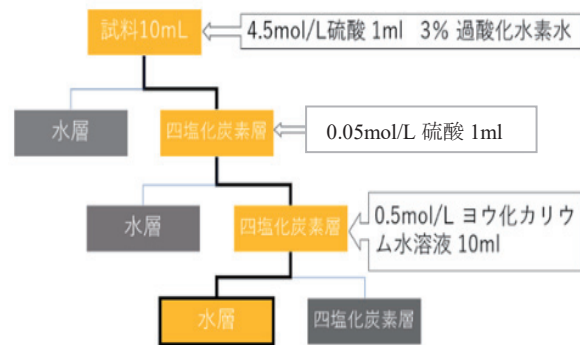 試料10mL
4.5mol/L硫酸 1ml 3% 過酸化水素水
水層
四塩化炭素層
0.05mol/L 硫酸 1ml
水層
四塩化炭素層
0.5mol/L ヨウ化カリウ
ム水溶液 10ml
水層
四塩化炭素層